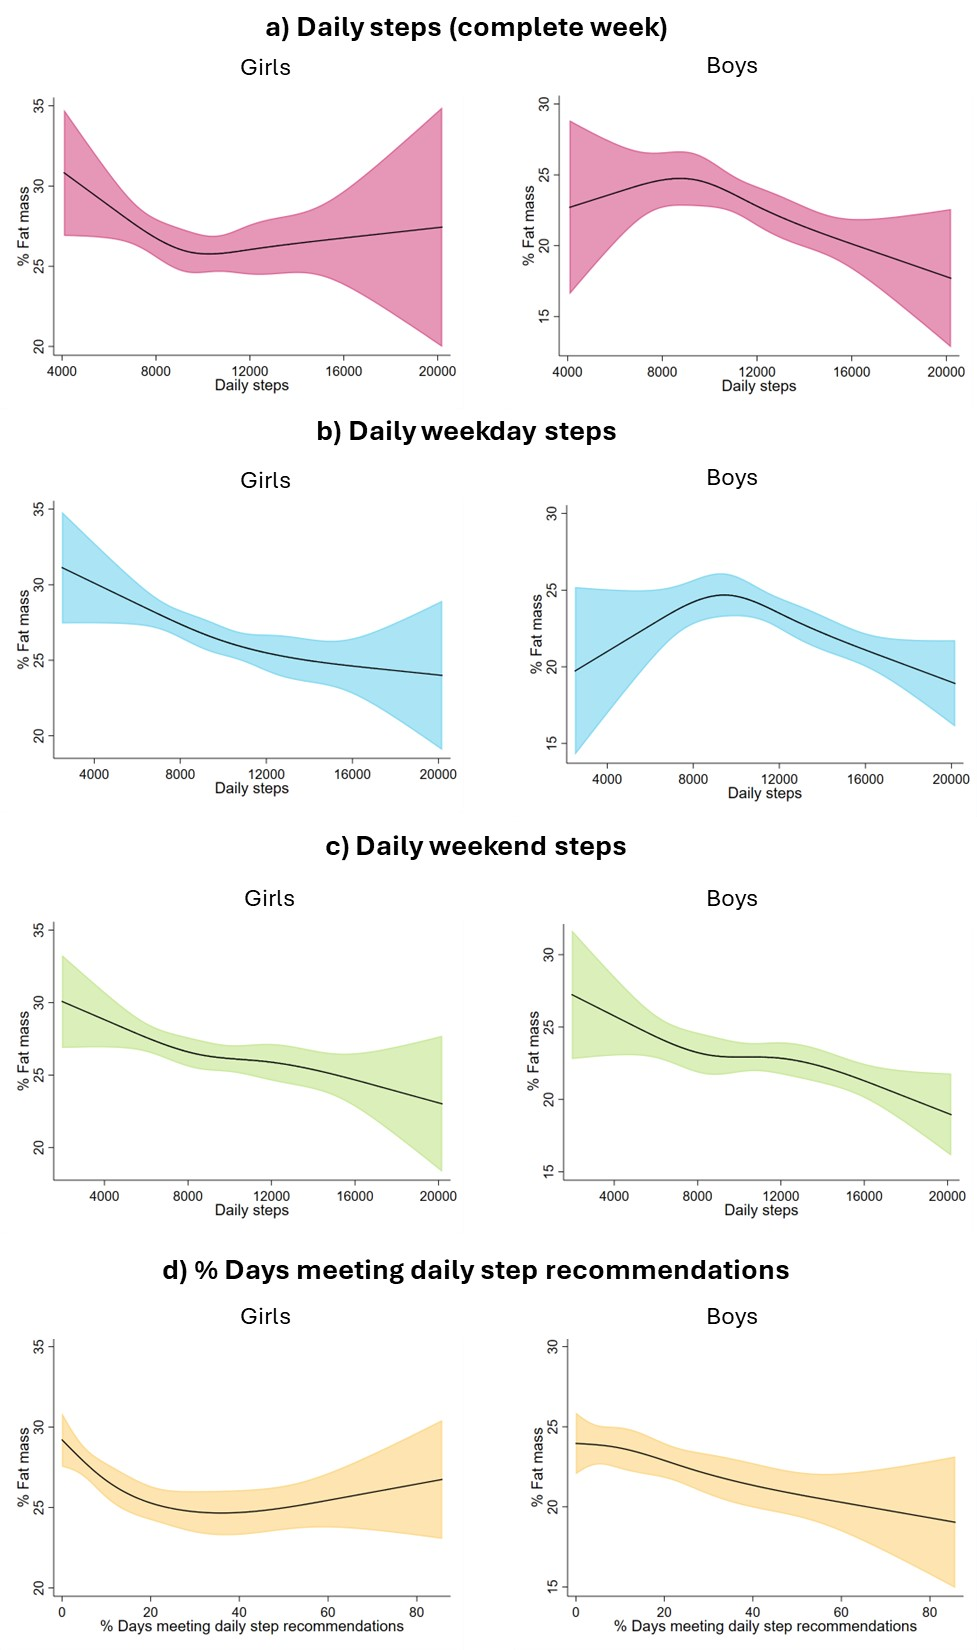 a) Daily steps (complete week)
Girls
Boys
% Fat mass
35
30
25
20
4000 8000 12000 16000 20000
Daily steps
% Fat mass
30
25
20
15
4000 8000 12000 16000 20000
Daily steps
b) Daily weekday steps
Girls
Boys
% Fat mass
35
30
25
20
4000 8000 12000 16000 20000
Daily steps
% Fat mass
30
25
20
15
4000 8000 12000 16000 20000
Daily steps
c) Daily weekend steps
Girls
Boys
% Fat mass
35
30
25
20
4000 8000 12000 16000 20000
Daily steps
% Fat mass
30
25
20
15
4000 8000 12000 16000 20000
Daily steps
d) % Days meeting daily step recommendations
Girls
Boys
% Fat mass
35
30
25
20
0 20 40 60 80
% Days meeting daily step recommendations
% Fat mass
30
25
20
15
0 20 40 60 80
% Days meeting daily step recommendations